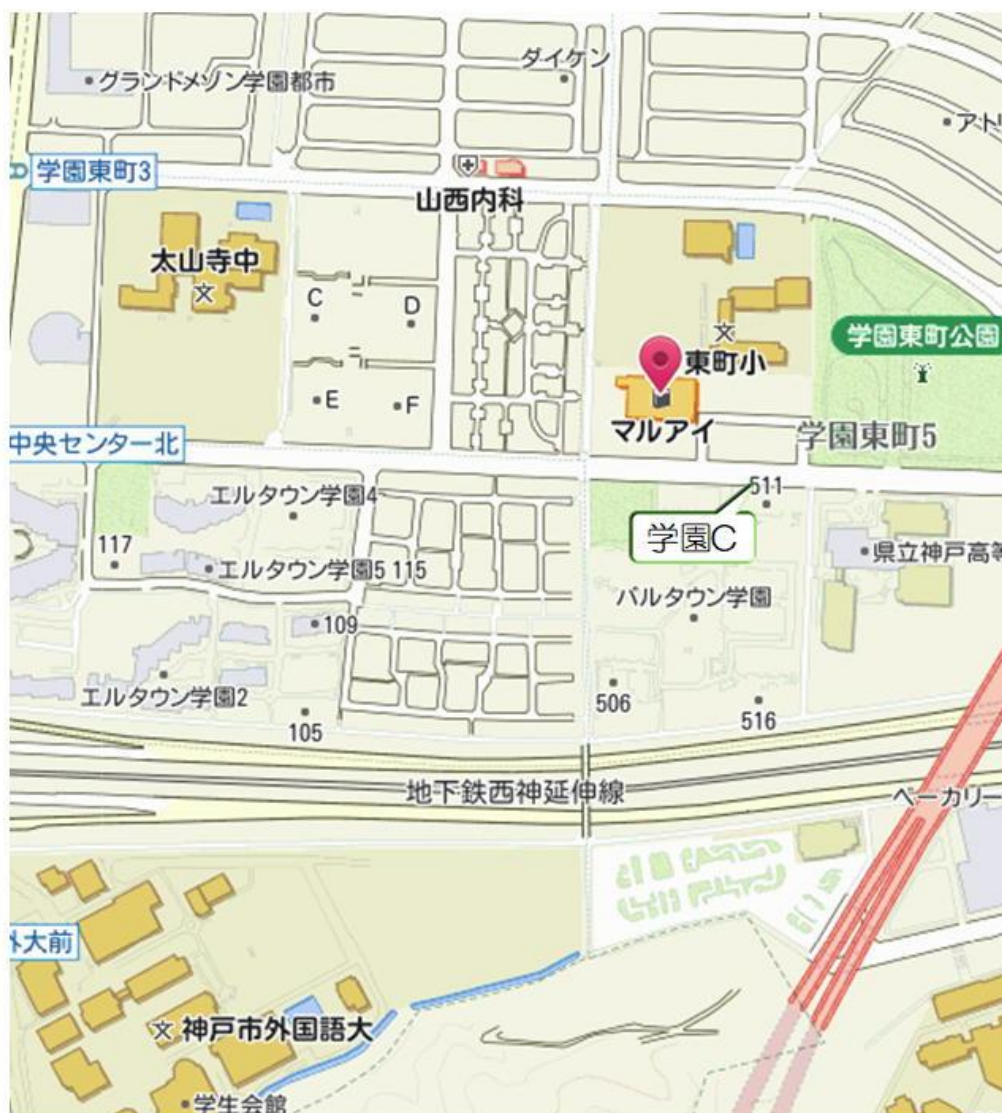 ダイケン
グランドメゾン学園都市
アトリ
学園東町3
山西内科
太山寺中
C
D
学園東町公園
東町小
E
F
マルアイ
学園東町5
中央センター北
エルタウン学園4
511
学園C
117
県立神戸高等
エルタウン学園5
115
パルタウン学園
109
エルタウン学園2
506
516
105
地下鉄西神延伸線
ベーカリー
外大前
神戸市外国語大
学生会館